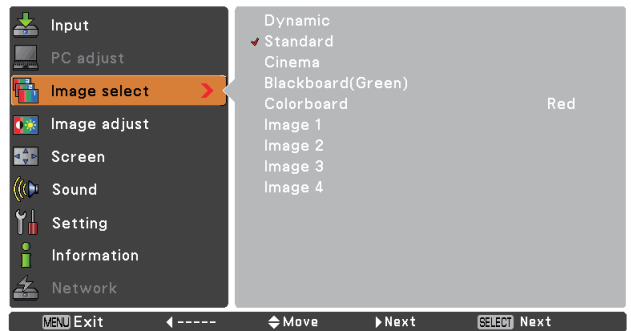 Input
PC adjust
Image select
Image adjust
Screen
Sound
Setting
Information
Network
Dynamic
Standard
Cinema
Blackboard(Green)
Colorboard Red
Image 1
Image 2
Image 3
Image 4
MENU Exit ----- Move Next SELECT Next